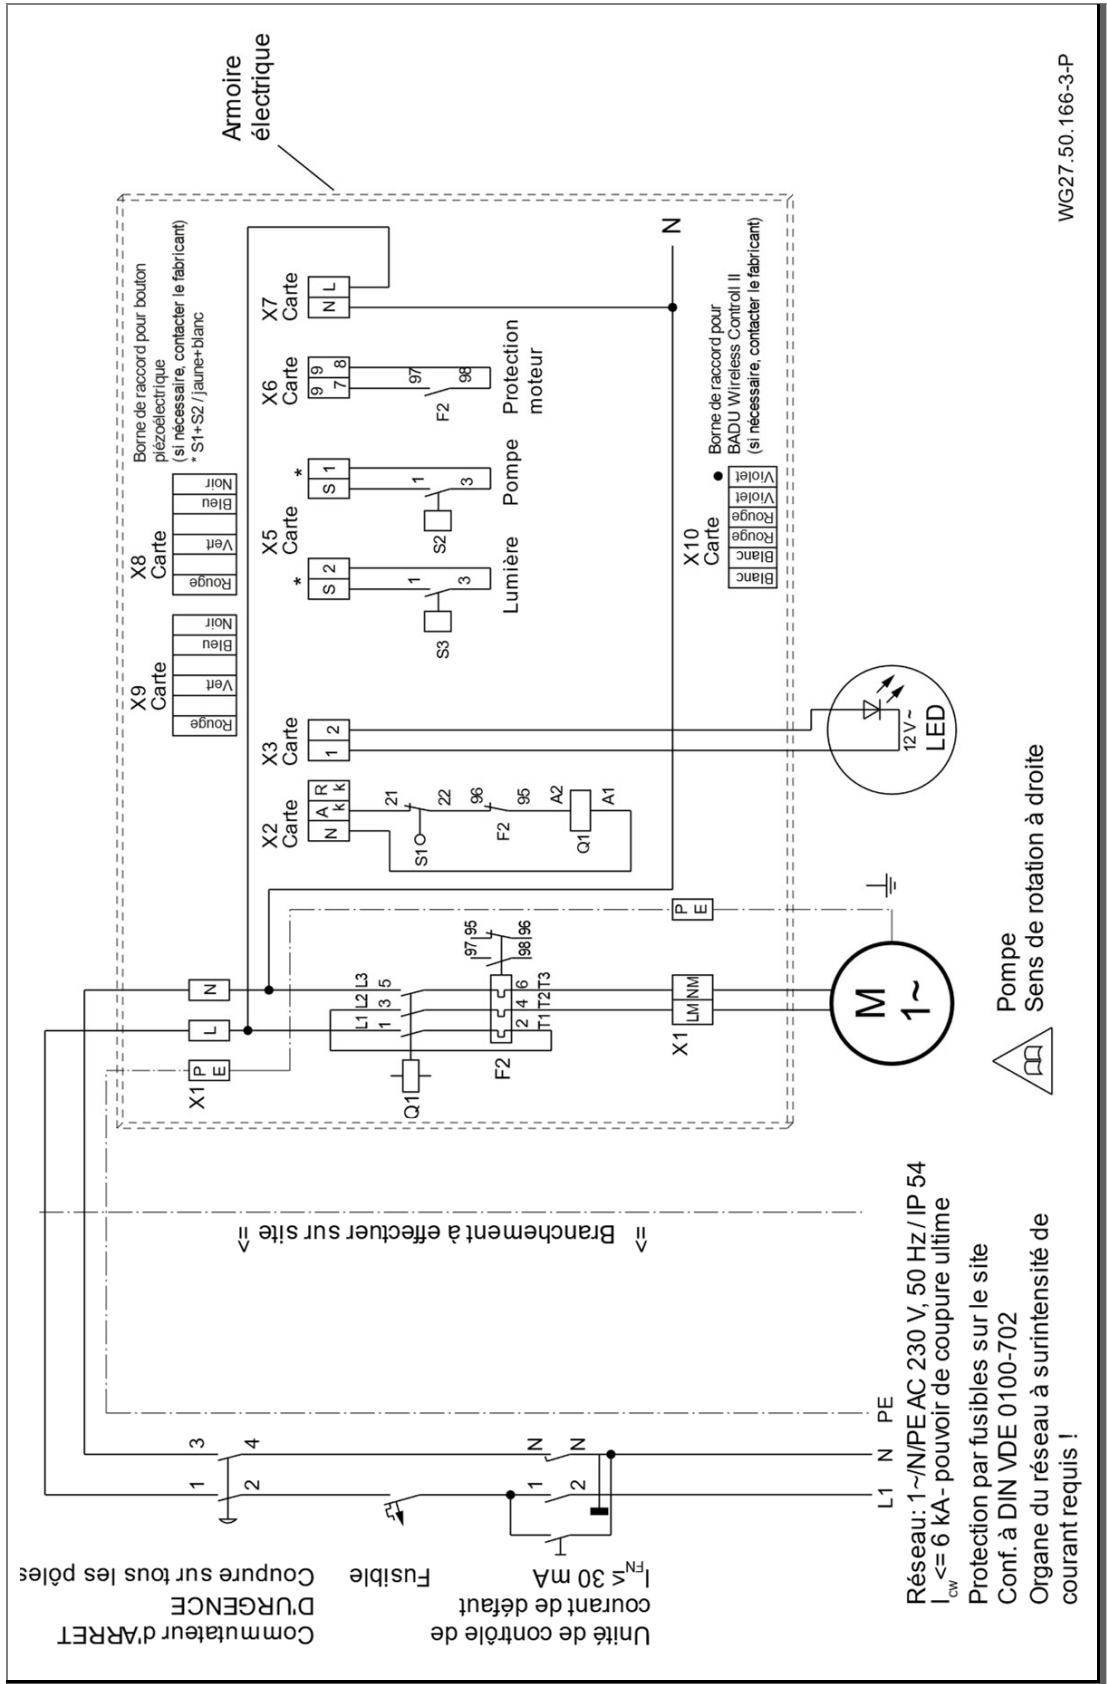 Armoire
électrique
WG27.50.166-3-P
Borne de raccord pour bouton
piézoélectrique
(si nécessaire, contacter le fabricant)
* S1+S2 / jaune+blanc
X9
Carte
Rouge
Vert
Bleu
Noir
X8
Carte
Rouge
Vert
Bleu
Noir
X2
Carte
N
A k
R k
21
S1
22
96
F2
95
A2
Q1
A1
X3
Carte
1 2
X5
Carte
*
S 2
1
S3
3
Lumière
*
S 1
1
S2
3
Pompe
X6
Carte
9 7
9 8
97
F2
98
Protection
moteur
X7
Carte
N L
N
X10
Carte
Blanc
Blanc
Rouge
Rouge
Violet
Violet
Borne de raccord pour
BADU Wireless Controll II
(si nécessaire, contacter le fabricant)
12 V ~
LED
X1
P E
L
N
L1 L2 L3
1 3 5
Q1
F2
2 4 6
T1 T2 T3
97 95
98 96
X1
LM NM
P E
M
1~
Pompe
Sens de rotation à droite
=> Branchement à effectuer sur site =>
Commutateur d'ARRET
D'URGENCE
Coupure sur tous les pôles
1 3
2 4
Fusible
Unité de contrôle de
courant de défaut
IFN ≤ 30 mA
1 N
2 N
L1 N PE
Réseau: 1~/N/PE AC 230 V, 50 Hz / IP 54
Icw <= 6 kA - pouvoir de coupure ultime
Protection par fusibles sur le site
Conf. à DIN VDE 0100-702
Organe du réseau à surintensité de
courant requis !